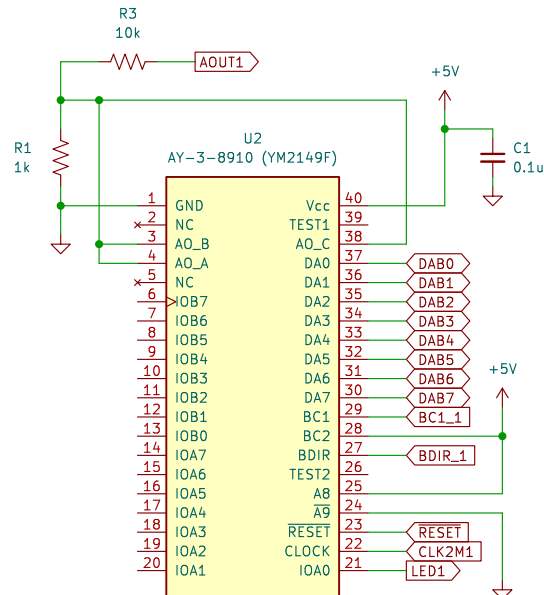 R3
10k
AOUT1
+5V
R1
1k
U2
AY-3-8910 (YM2149F)
C1
0.1u
1 GND Vcc 40
2 NC TEST1 39
3 AO_B AO_C 38
4 AO_A DA0 37 DAB0
5 NC DA1 36 DAB1
6 IOB7 DA2 35 DAB2
7 IOB6 DA3 34 DAB3
8 IOB5 DA4 33 DAB4
9 IOB4 DA5 32 DAB5
10 IOB3 DA6 31 DAB6
11 IOB2 DA7 30 DAB7
+5V
12 IOB1 BC1 29 BC1_1
13 IOB0 BC2 28
14 IOA7 BDIR 27 BDIR_1
15 IOA6 TEST2 26
16 IOA5 A8 25
17 IOA4 A9 24
18 IOA3 RESET 23 RESET
19 IOA2 CLOCK 22 CLK2M1
20 IOA1 IOA0 21 LED1